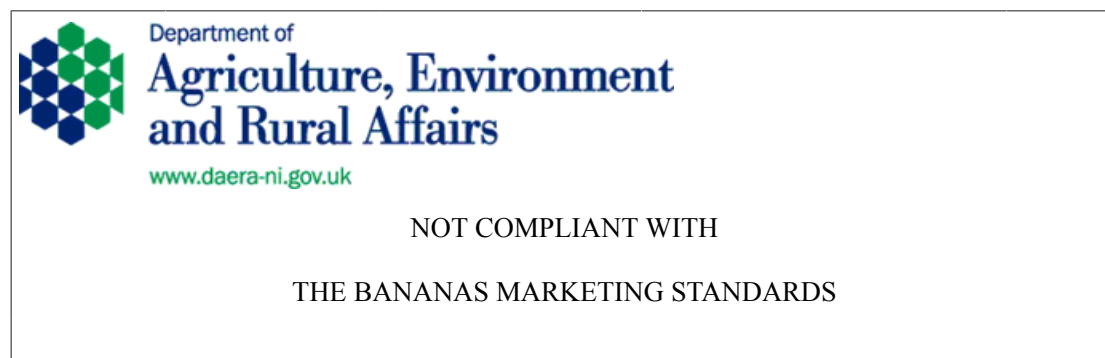 Department of
Agriculture, Environment
and Rural Affairs
www.daera-ni.gov.uk
NOT COMPLIANT WITH
THE BANANAS MARKETING STANDARDS